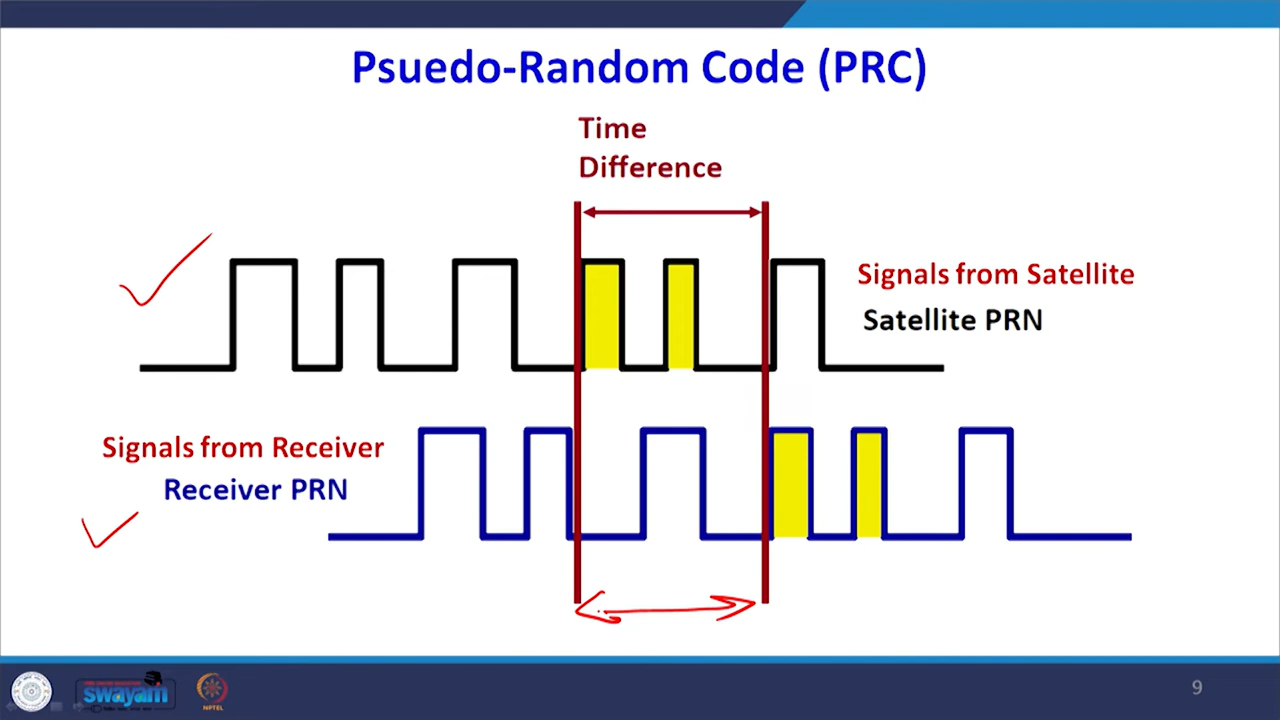 Psuedo-Random Code (PRC)
Time
Difference
Signals from Satellite
Satellite PRN
Signals from Receiver
Receiver PRN
swayam
NPTEL
9